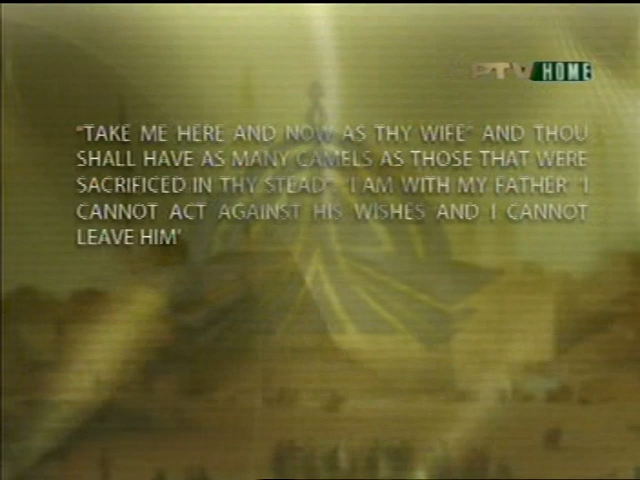 PTV HOME
"TAKE ME HERE AND NOW AS THY WIFE" AND THOU
SHALL HAVE AS MANY CAMELS AS THOSE THAT WERE
SACRIFICED IN THY STEAD". 'I AM WITH MY FATHER' 'I
CANNOT ACT AGAINST HIS WISHES AND I CANNOT
LEAVE HIM'